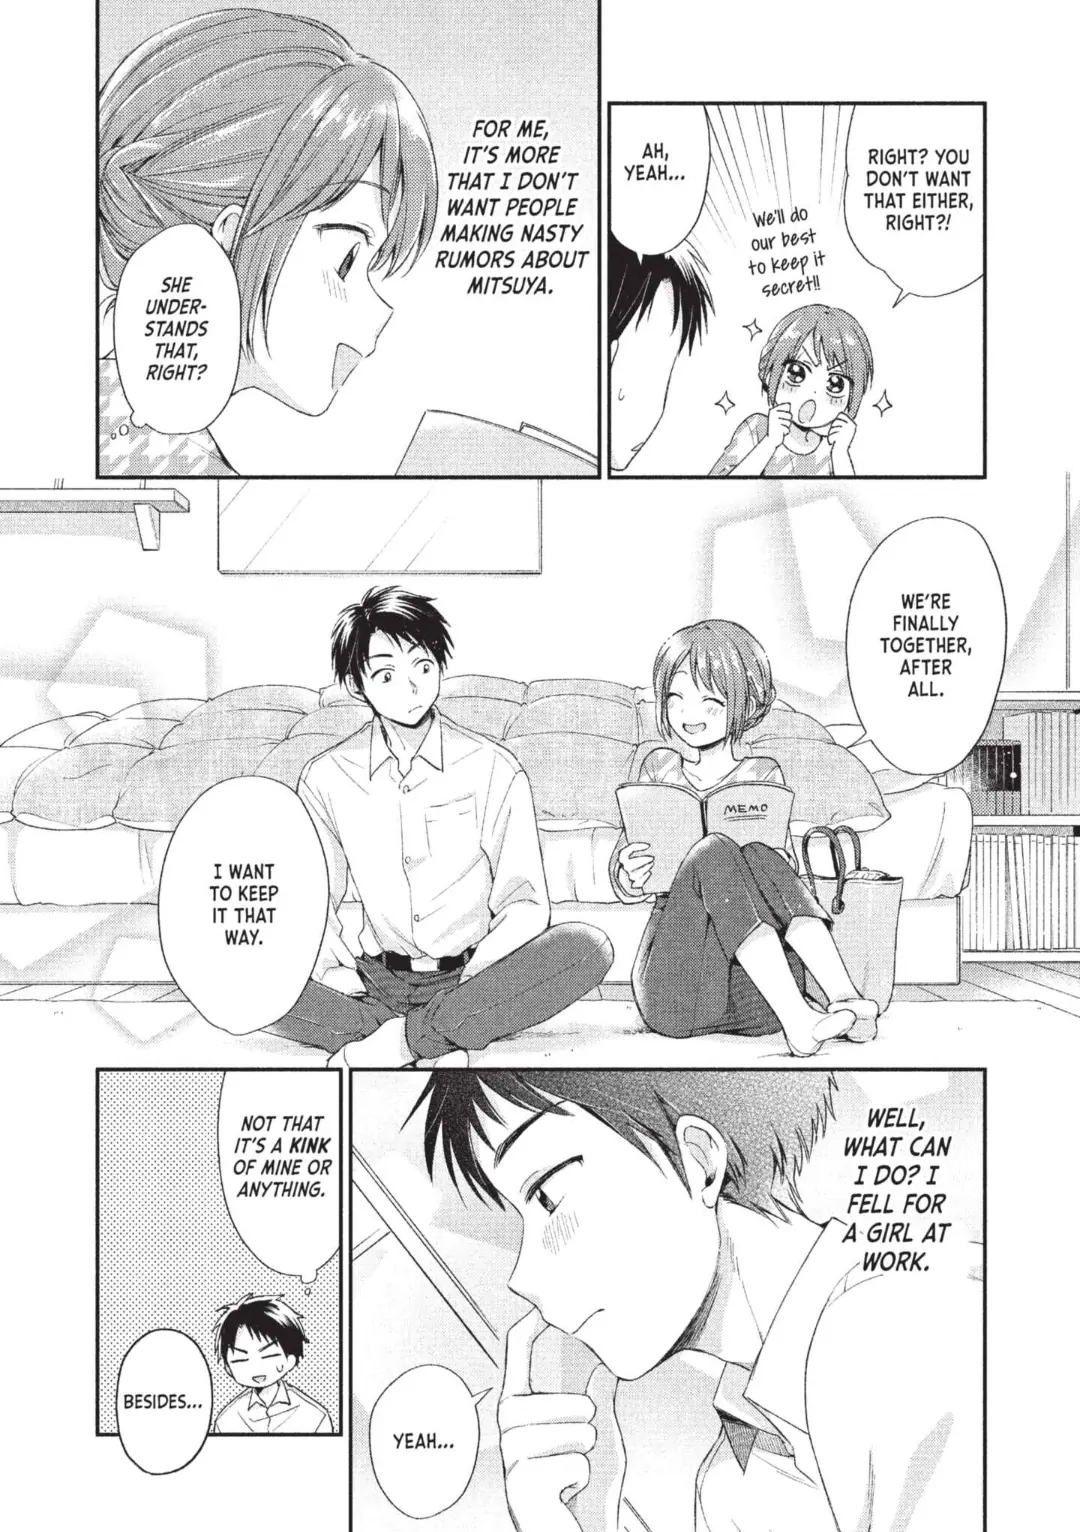 RIGHT? YOU
DON'T WANT
THAT EITHER,
RIGHT?!
We'll do
our best
to keep it
secret!!
AH,
YEAH...
FOR ME,
IT'S MORE
THAT I DON'T
WANT PEOPLE
MAKING NASTY
RUMORS ABOUT
MITSUYA.
SHE
UNDER-
STANDS
THAT,
RIGHT?
WE'RE
FINALLY
TOGETHER,
AFTER
ALL.
MEMO
I WANT
TO KEEP
IT THAT
WAY.
WELL,
WHAT CAN
I DO? I
FELL FOR
A GIRL AT
WORK.
YEAH...
NOT THAT
IT'S A KINK
OF MINE OR
ANYTHING.
BESIDES...